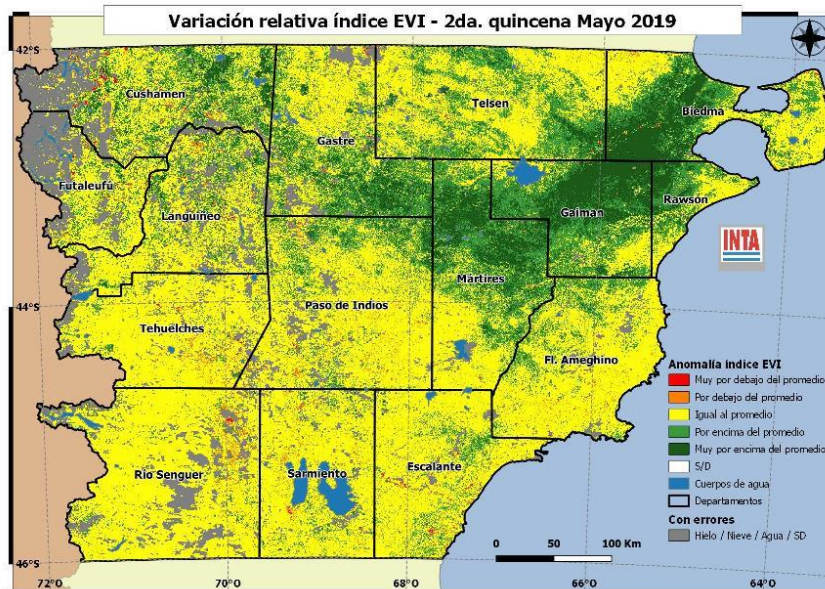 Variación relativa índice EVI - 2da. quincena Mayo 2019
42°S
Cushamen
Telsen
Biedma
Gastre
Futaleufú
Languiñeo
Gaiman
Rawson
INTA
Mártires
44°S
Paso de Indios
Tehuelches
Fl. Ameghino
Anomalía índice EVI
Muy por debajo del promedio
Por debajo del promedio
Igual al promedio
Por encima del promedio
Muy por encima del promedio
S/D
Cuerpos de agua
Departamentos
Con errores
Hielo / Nieve / Agua / SD
Escalante
Río Senguer
Sarmiento
0 50 100 Km
46°S
72°O 70°O 68°O 66°O 64°O